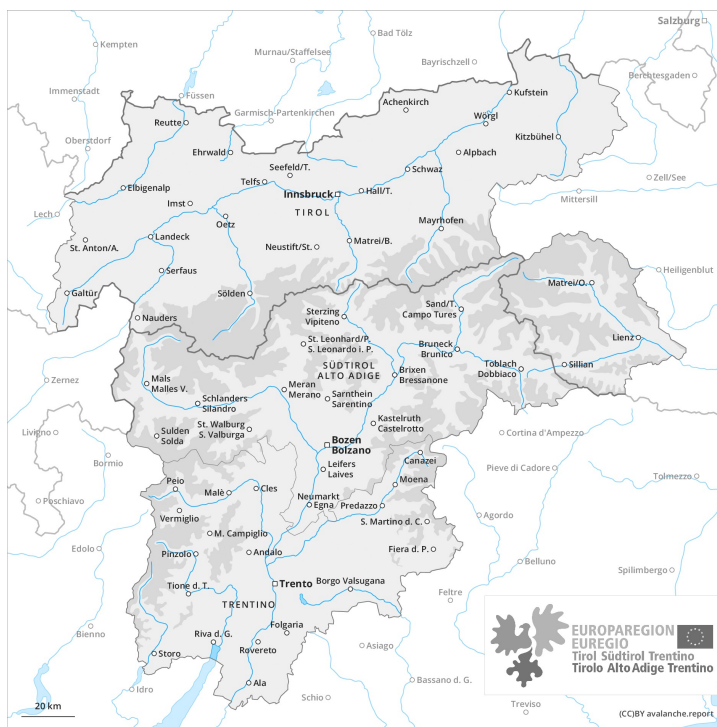 Salzburg
Kempten
Bad Tölz
Murnau/Staffelsee
Bayrischzell
Berchtesgaden
Immenstadt
Füssen
Kufstein
Achenkirch
Garmisch-Partenkirchen
Wörgl
Reutte
Kitzbühel
Oberstdorf
Ehrwald
Alpbach
Seefeld/T.
Schwaz
Telfs
Zell/See
Elbigenalp
Innsbruck
Hall/T.
Mittersill
Imst
TIROL
Lech
Oetz
Mayrhofen
Landeck
St. Anton/A.
Neustift/St.
Matrei/B.
Serfaus
Heiligenblut
Matrei/O.
Galtür
Sölden
Sand/T.
Campo Tures
Nauders
Sterzing
Vipiteno
Lienz
St. Leonhard/P.
S. Leonardo i. P.
Bruneck
Brunico
Toblach
Dobbiaco
Sillian
SÜDTIROL
ALTO ADIGE
Brixen
Bressanone
Zernez
Mals
Malles V.
Meran
Merano
Schlanders
Silandro
Sarnthein
Sarentino
Kastelruth
Castelrotto
St. Walburg
S. Valburga
Livigno
Sulden
Solda
Cortina d'Ampezzo
Bozen
Bolzano
Bormio
Canazei
Pieve di Cadore
Leifers
Laives
Tolmezzo
Peio
Moena
Poschiavo
Malè
Cles
Neumarkt
Egna
Predazzo
Vermiglio
S. Martino d. C.
Agordo
M. Campiglio
Edolo
Pinzolo
Andalo
Fiera d. P.
Belluno
Spilimbergo
Tione d. T.
Trento
Borgo Valsugana
Feltre
TRENTINO
Folgaria
Bienno
Riva d. G.
Rovereto
Asiago
Storo
Bassano d. G.
Ala
Idro
Schio
Treviso
EUROPAREGION
EUREGIO
Tirol Südtirol Trentino
Tirolo Alto Adige Trentino
20 km
(CC)BY avalanche.report